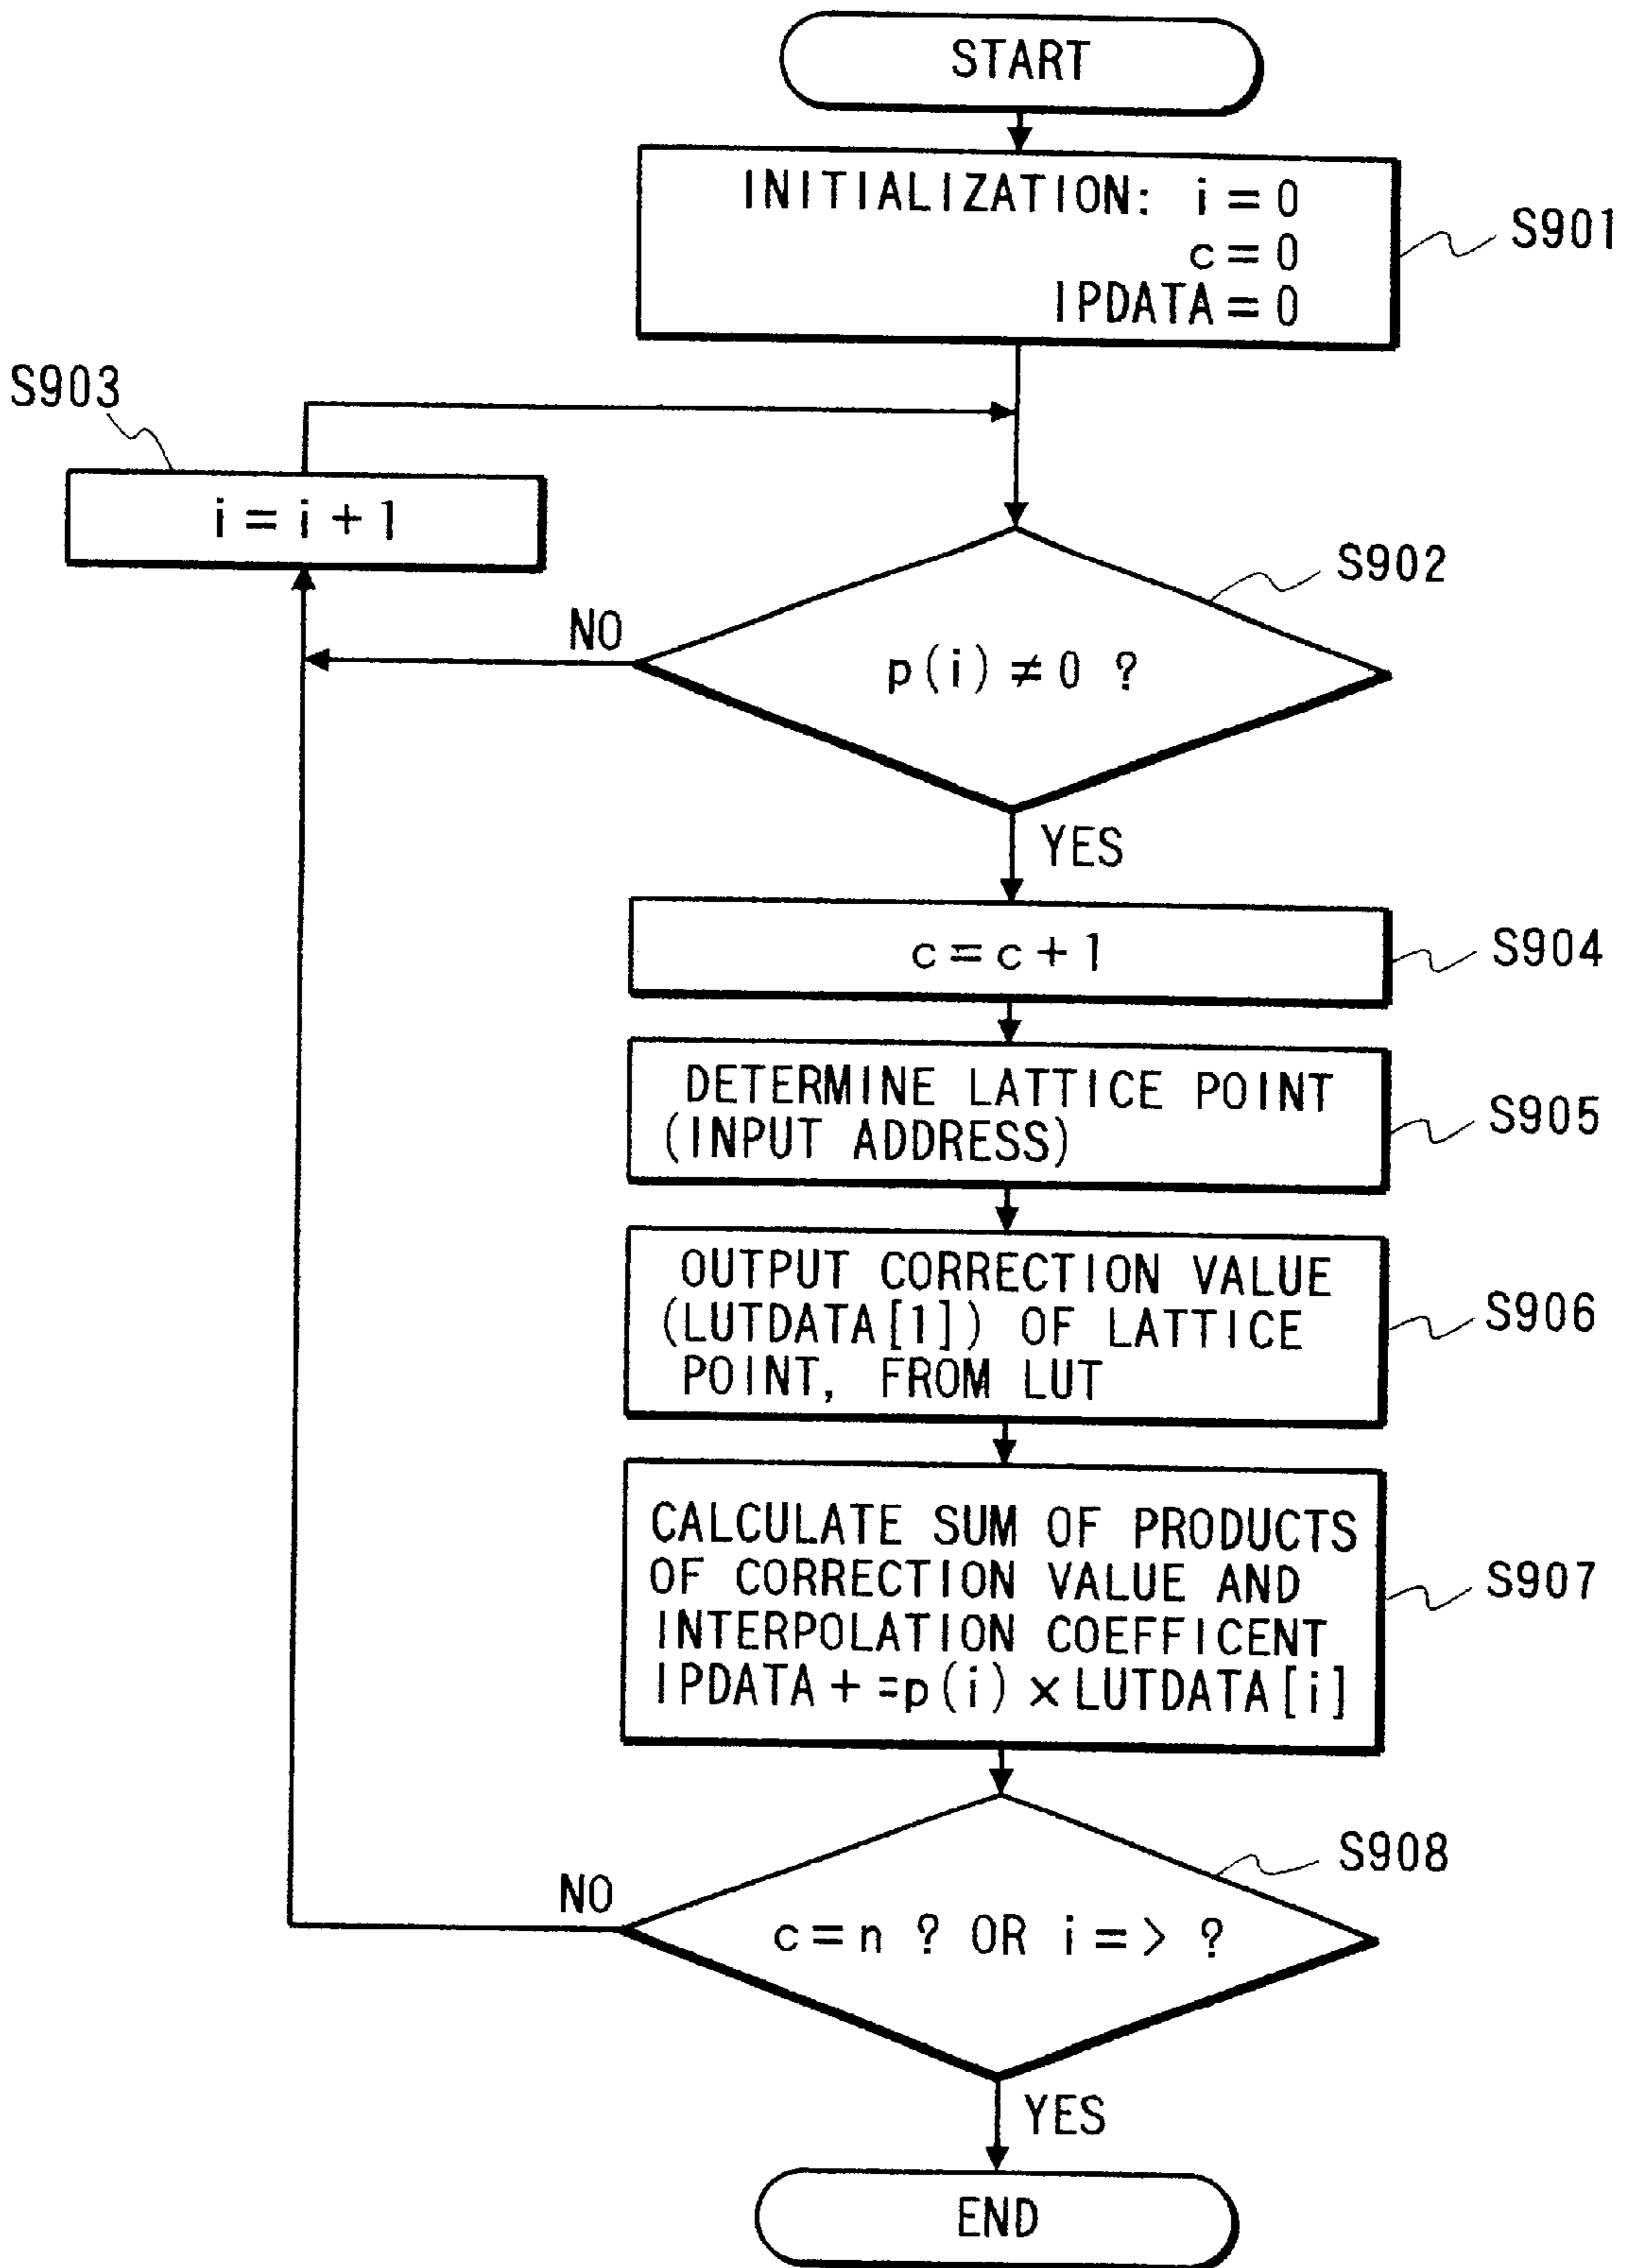 START
INITIALIZATION: i = 0
c = 0
IPDATA = 0
S901
S903
i = i + 1
S902
NO
p(i) ≠ 0 ?
YES
c = c + 1
S904
DETERMINE LATTICE POINT
(INPUT ADDRESS)
S905
OUTPUT CORRECTION VALUE
(LUTDATA[1]) OF LATTICE
POINT, FROM LUT
S906
CALCULATE SUM OF PRODUCTS
OF CORRECTION VALUE AND
INTERPOLATION COEFFICENT
IPDATA + =p(i) × LUTDATA[i]
S907
S908
NO
c = n ? OR i = > ?
YES
END